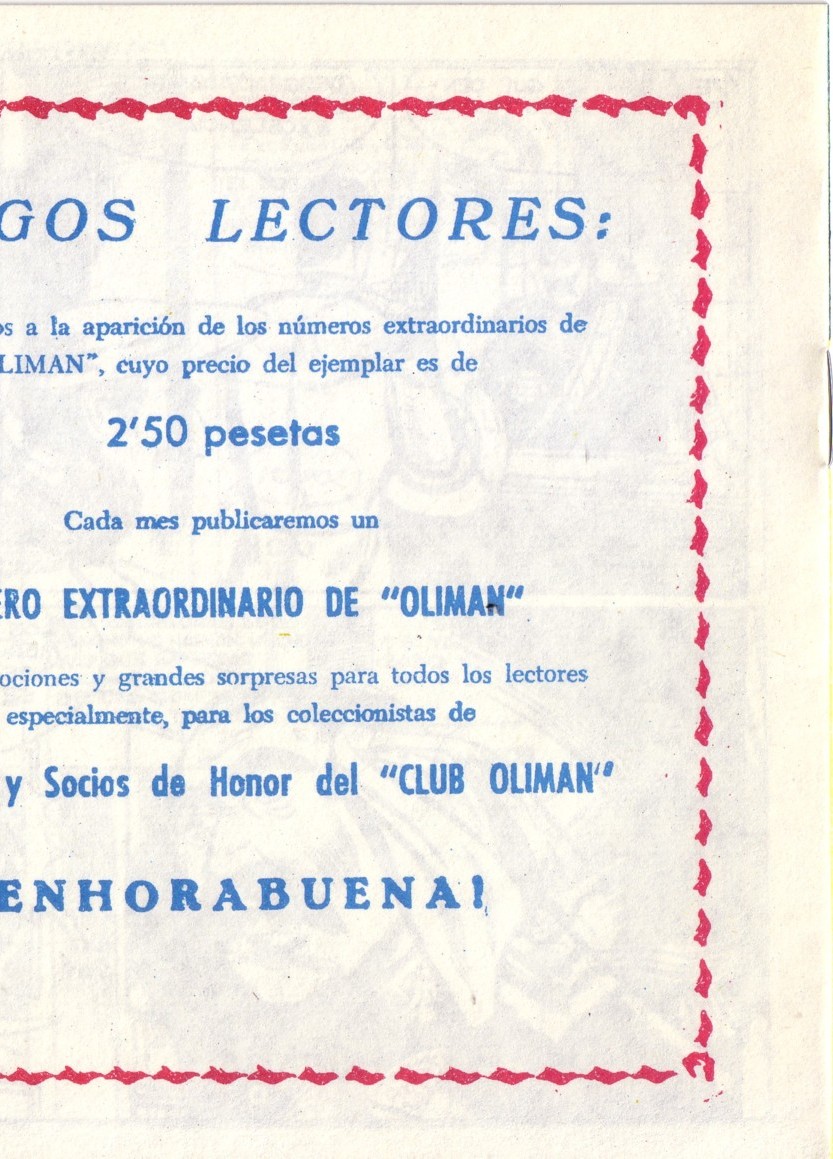 GOS LECTORES:
os a la aparición de los números extraordinarios de
LIMAN”, cuyo precio del ejemplar es de
2'50 pesetas
Cada mes publicaremos un
ERO EXTRAORDINARIO DE “OLIMAN“
ociones y grandes sorpresas para todos los lectores
especialmente, para los coleccionistas de
y Socios de Honor del “CLUB OLIMAN“
ENHORABUENA!